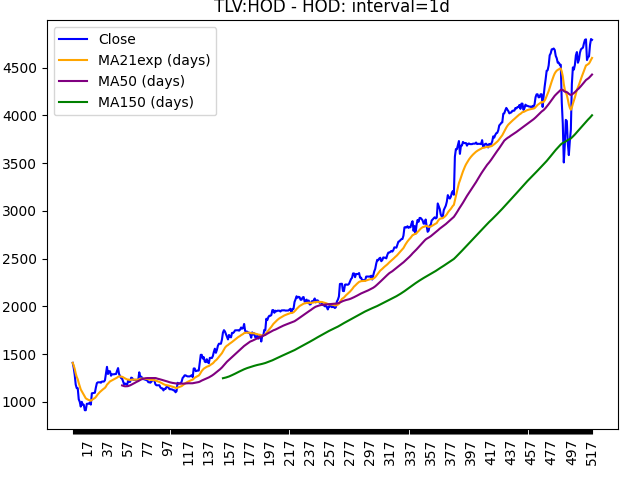 TLV:HOD - HOD: interval=1d
Close
MA21exp (days)
MA50 (days)
MA150 (days)
4500
4000
3500
3000
2500
2000
1500
1000
17 37 57 77 97 117 137 157 177 197 217 237 257 277 297 317 337 357 377 397 417 437 457 477 497 517